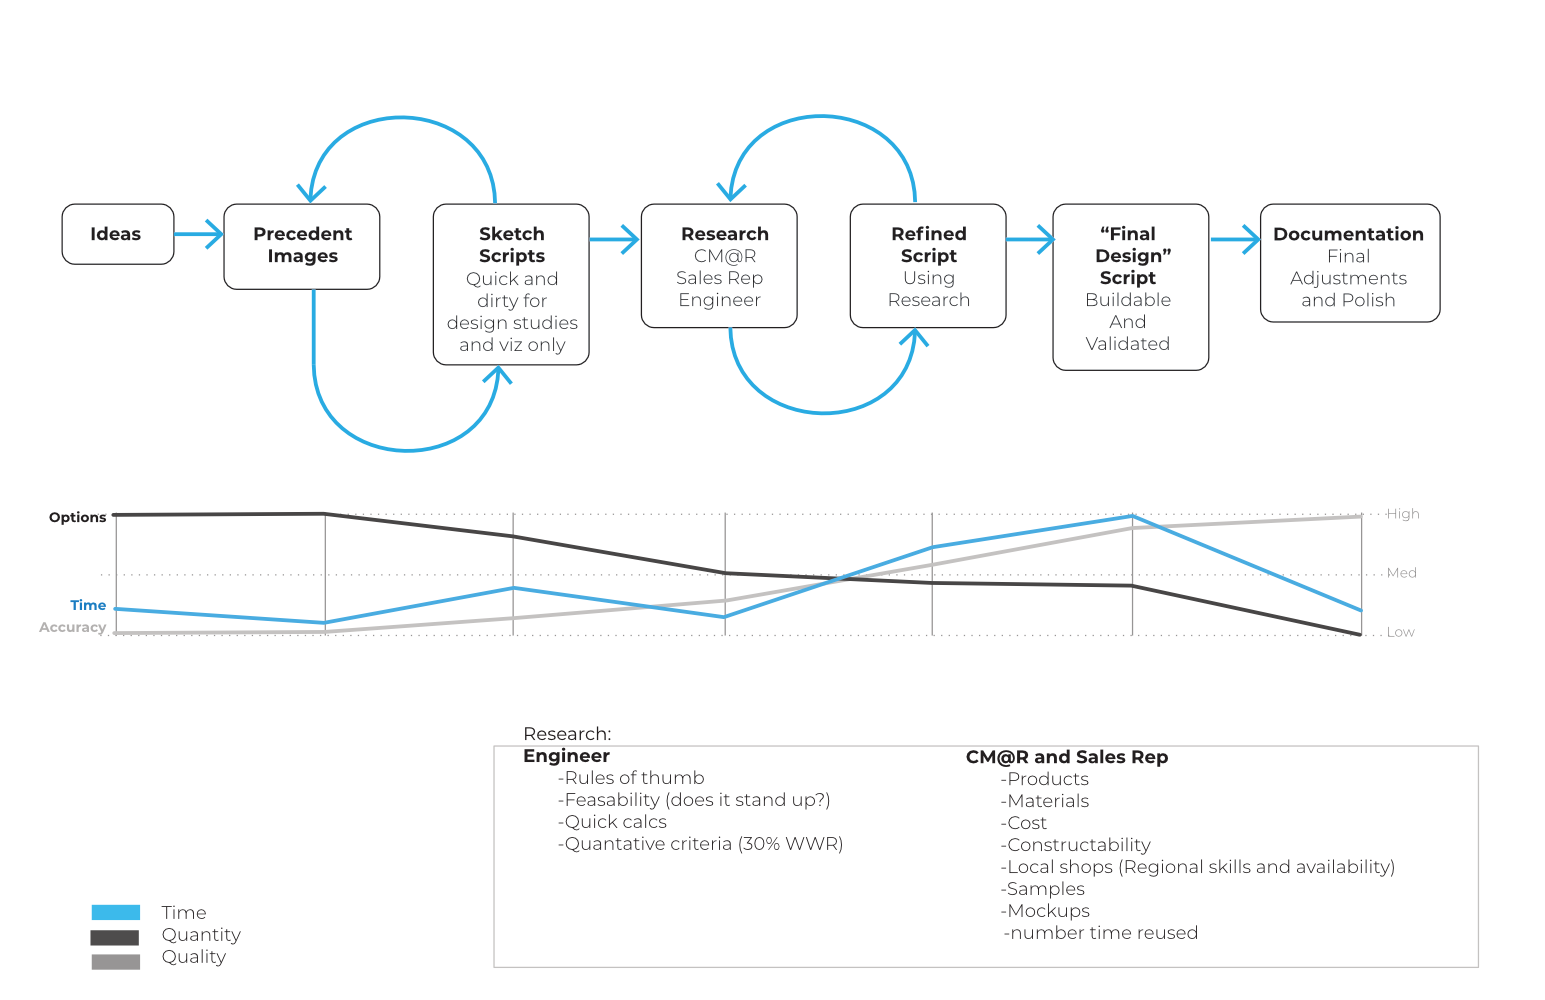 Ideas
Precedent
Images
Sketch
Scripts
Quick and
dirty for
design studies
and viz only
Research
CM@R
Sales Rep
Engineer
Refined
Script
Using
Research
“Final
Design”
Script
Buildable
And
Validated
Documentation
Final
Adjustments
and Polish
Options
Time
Accuracy
High
Med
Low
Research:
Engineer
-Rules of thumb
-Feasability (does it stand up?)
-Quick calcs
-Quantative criteria (30% WWR)
CM@R and Sales Rep
-Products
-Materials
-Cost
-Constructability
-Local shops (Regional skills and availability)
-Samples
-Mockups
-number time reused
Time
Quantity
Quality